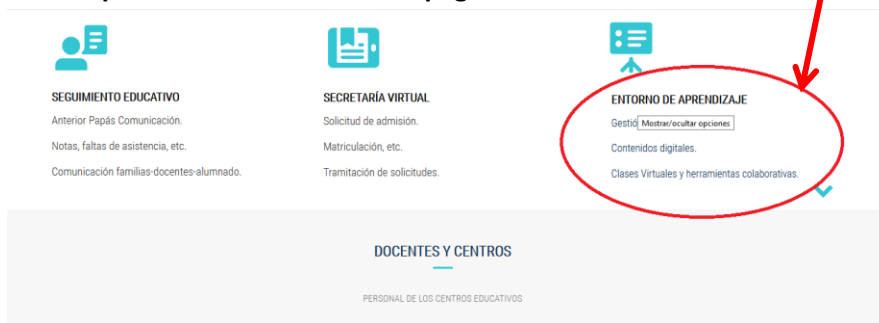 SEGUIMIENTO EDUCATIVO
Anterior Papás Comunicación.
Notas, faltas de asistencia, etc.
Comunicación familias-docentes-alumnado.
SECRETARÍA VIRTUAL
Solicitud de admisión.
Matriculación, etc.
Tramitación de solicitudes.
ENTORNO DE APRENDIZAJE
Gestió Mostrar/ocultar opciones
Contenidos digitales.
Clases Virtuales y herramientas colaborativas.
DOCENTES Y CENTROS
PERSONAL DE LOS CENTROS EDUCATIVOS